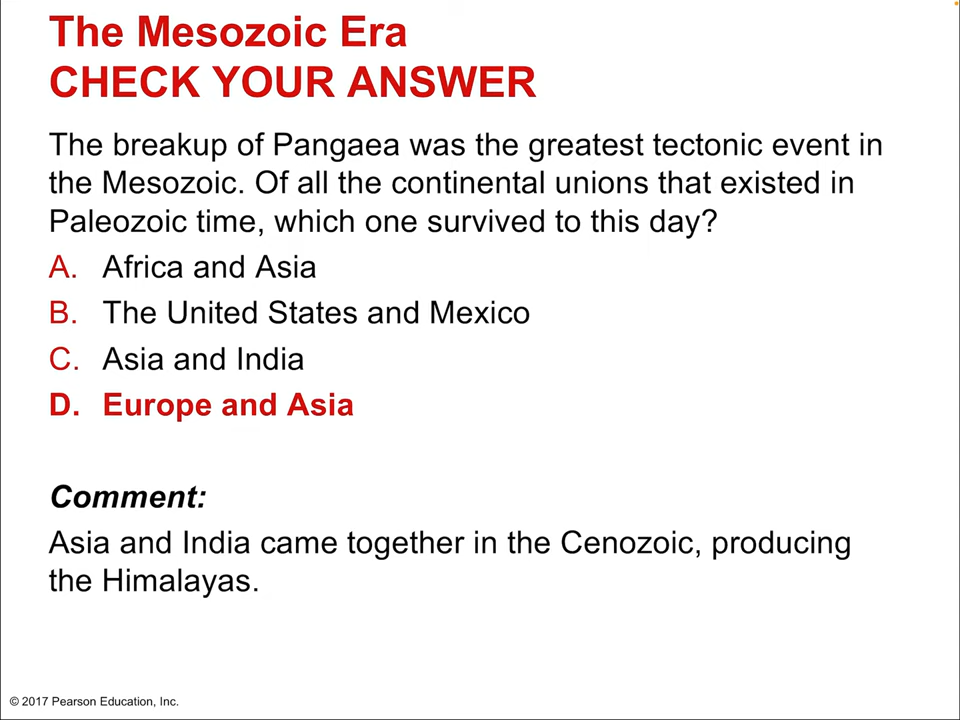 The Mesozoic Era
CHECK YOUR ANSWER
The breakup of Pangaea was the greatest tectonic event in
the Mesozoic. Of all the continental unions that existed in
Paleozoic time, which one survived to this day?
A. Africa and Asia
B. The United States and Mexico
C. Asia and India
D. Europe and Asia
Comment:
Asia and India came together in the Cenozoic, producing
the Himalayas.
© 2017 Pearson Education, Inc.